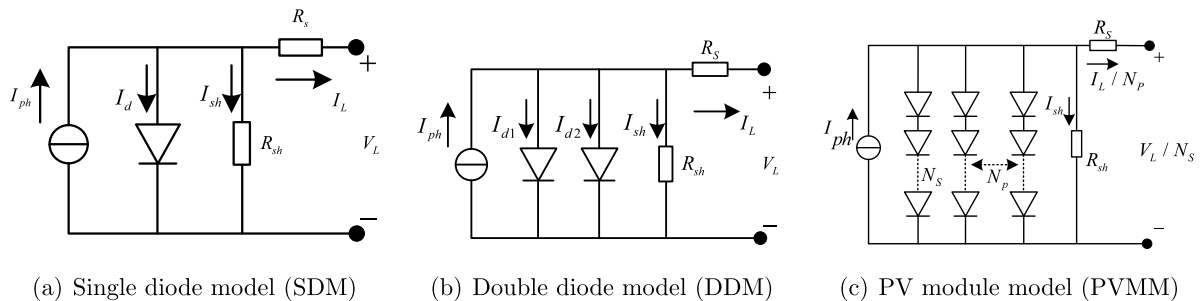 R_s
I_ph
I_d
I_sh
I_L
R_sh
V_L
+
−
(a) Single diode model (SDM)
R_S
I_ph
I_d1
I_d2
I_sh
I_L
R_sh
V_L
+
−
(b) Double diode model (DDM)
R_S
I_L / N_P
I_sh
I_ph
N_S
N_p
R_sh
V_L / N_S
+
−
(c) PV module model (PVMM)